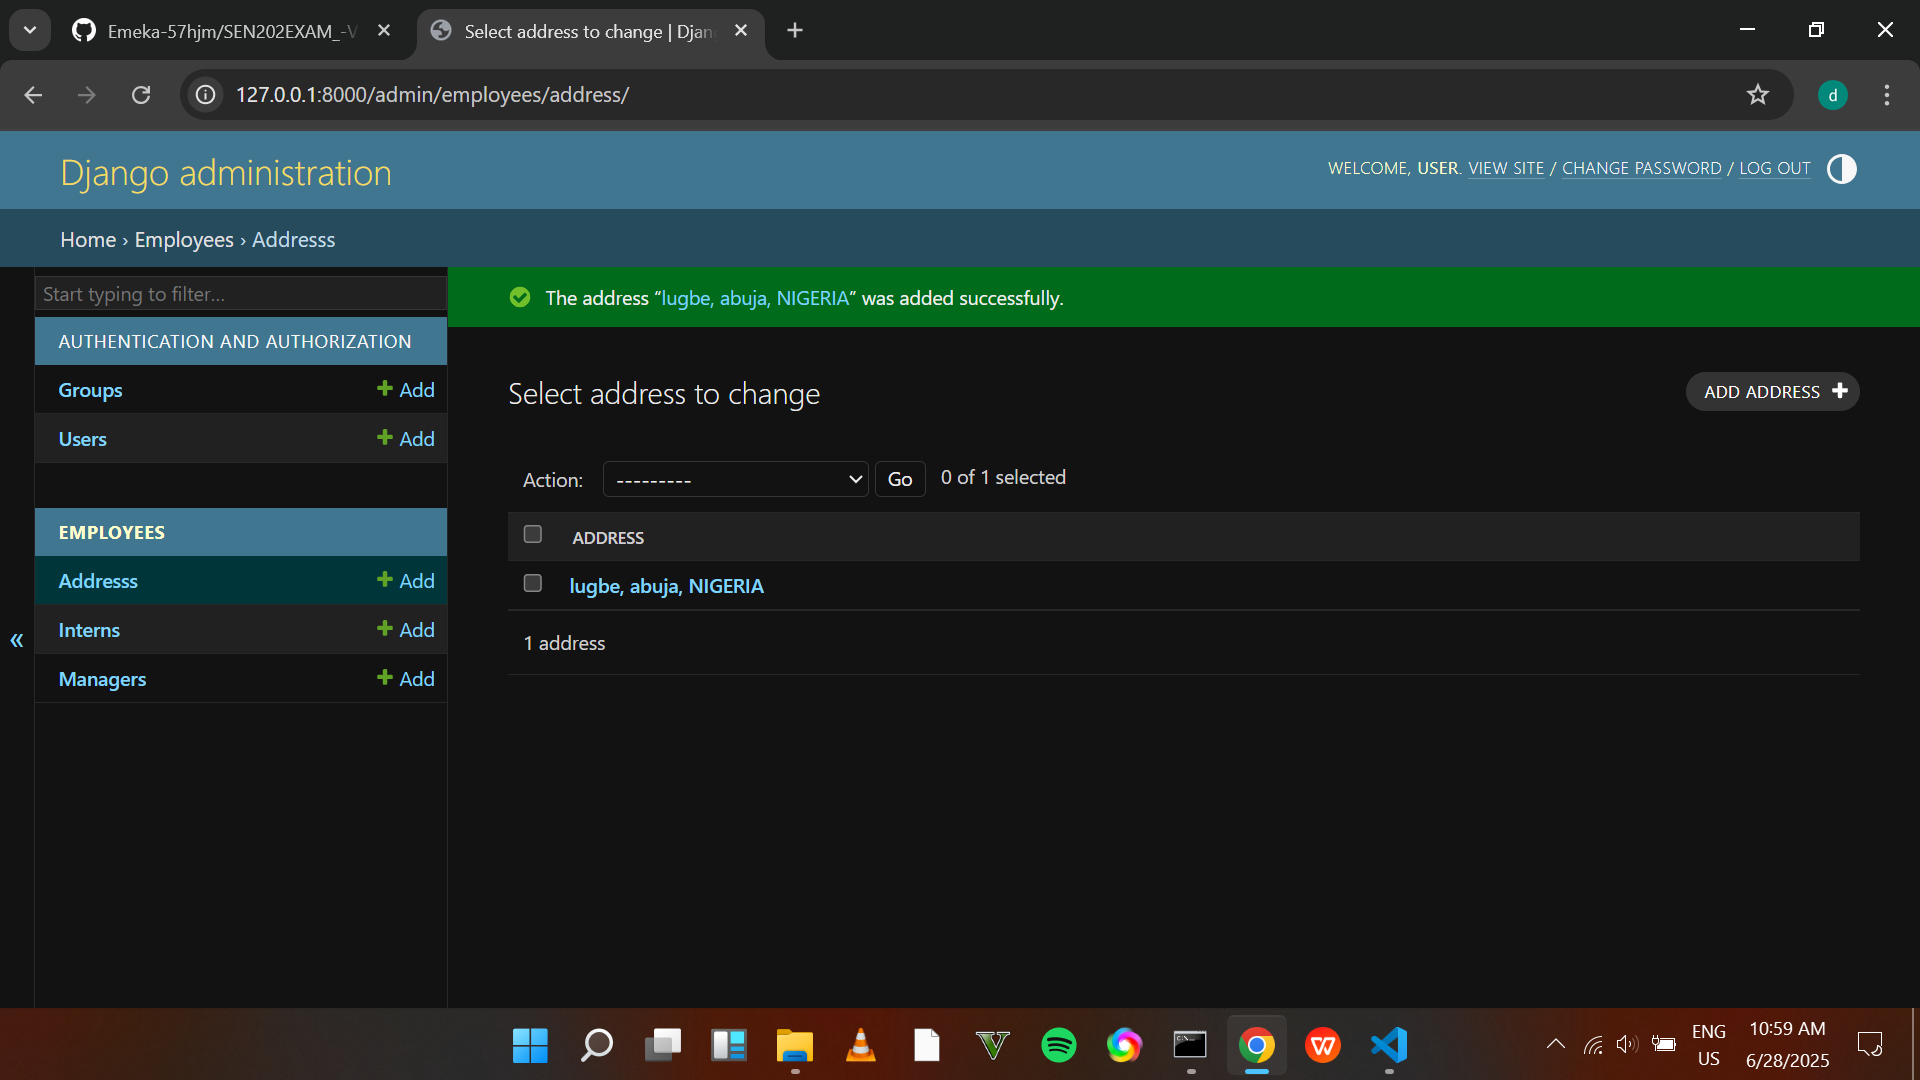 Emeka-57hjm/SEN202EXAM_-V
Select address to change | Djan
127.0.0.1:8000/admin/employees/address/
d
Django administration
WELCOME, USER. VIEW SITE / CHANGE PASSWORD / LOG OUT
Home › Employees › Addresss
Start typing to filter...
The address “lugbe, abuja, NIGERIA” was added successfully.
AUTHENTICATION AND AUTHORIZATION
Groups Add
Users Add
EMPLOYEES
Addresss Add
Interns Add
Managers Add
«
Select address to change
ADD ADDRESS
Action: --------- Go 0 of 1 selected
ADDRESS
lugbe, abuja, NIGERIA
1 address
ENG
US
10:59 AM
6/28/2025